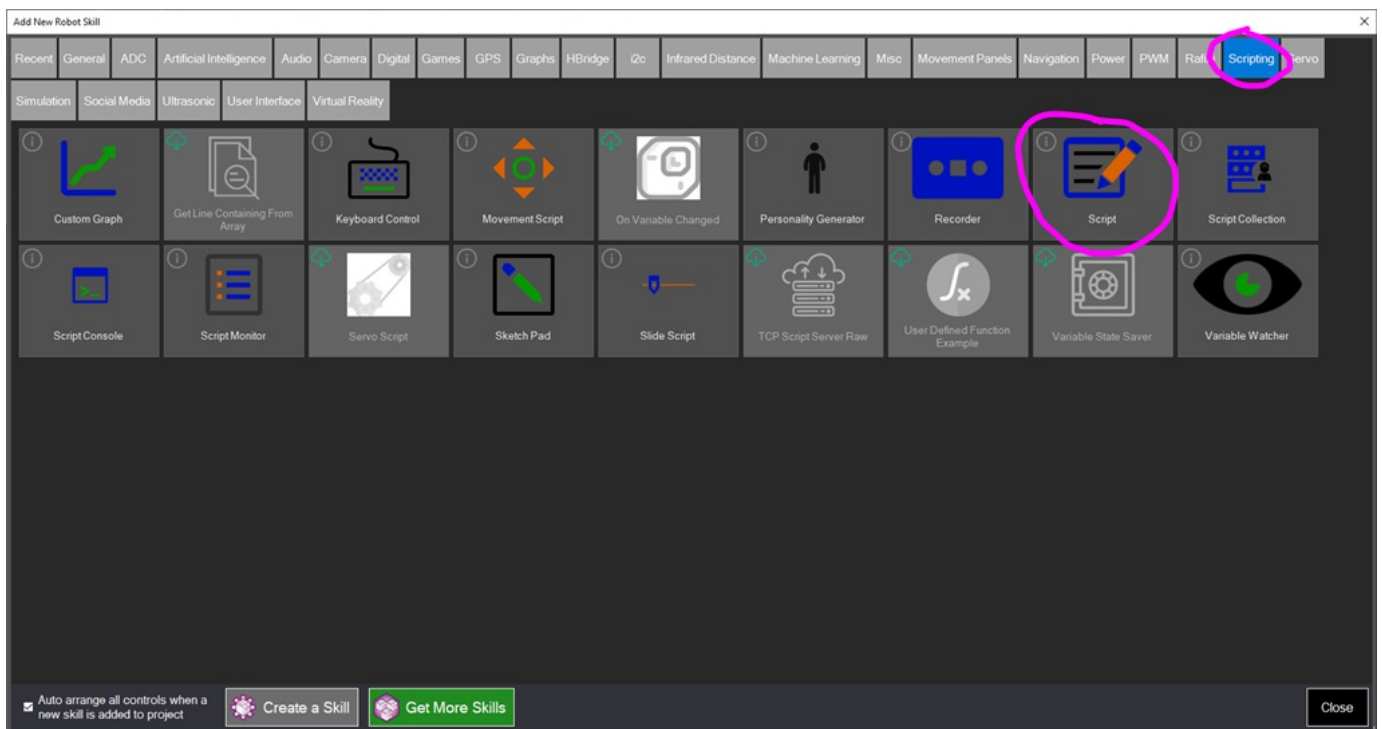 Add New Robot Skill
Recent General ADC Artificial Intelligence Audio Camera Digital Games GPS Graphs HBridge i2c Infrared Distance Machine Learning Misc Movement Panels Navigation Power PWM Scripting
Simulation Social Media Ultrasonic User Interface Virtual Reality
Custom Graph
Get Line Containing From
Array
Keyboard Control
Movement Script
On Variable Changed
Personality Generator
Recorder
Script
Script Collection
Script Console
Script Monitor
Servo Script
Sketch Pad
Slide Script
TCP Script Server Raw
User Defined Function
Example
Variable State Saver
Variable Watcher
Auto arrange all controls when a
new skill is added to project
Create a Skill
Get More Skills
Close